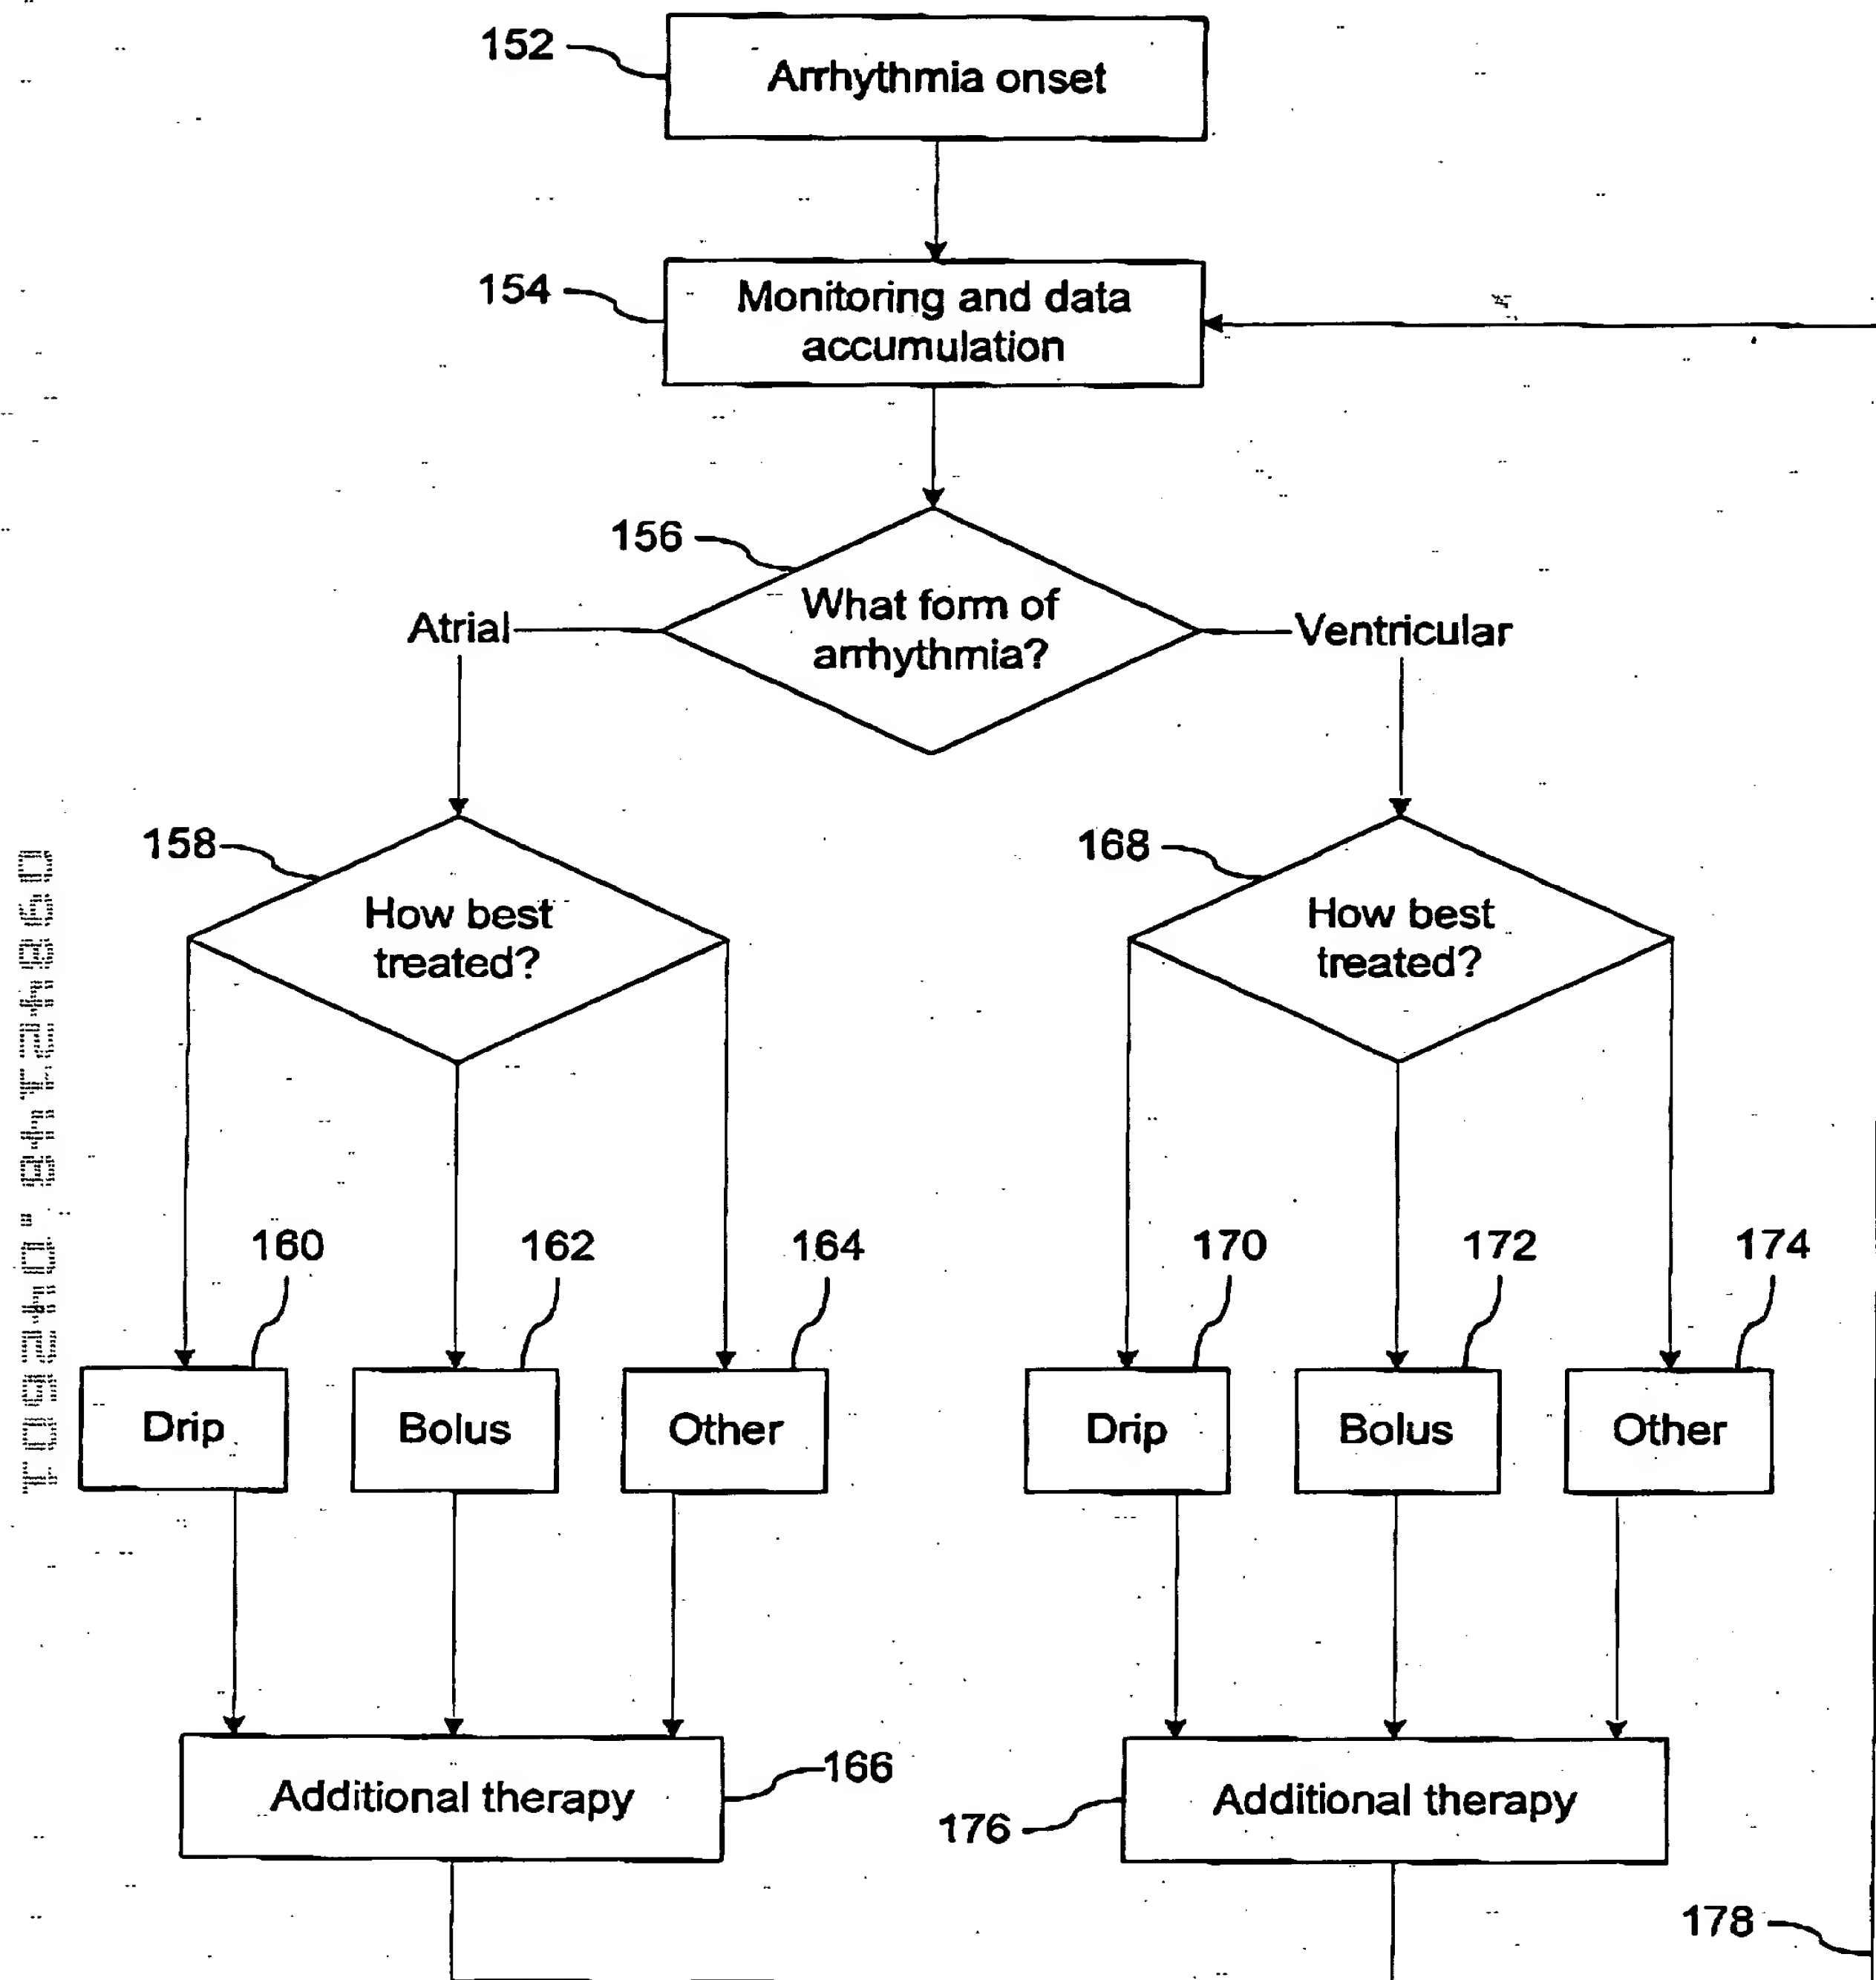 152
Arrhythmia onset
154
Monitoring and data
accumulation
156
What form of
arrhythmia?
Atrial
Ventricular
158
How best
treated?
168
How best
treated?
160
162
164
170
172
174
Drip
Bolus
Other
Drip
Bolus
Other
Additional therapy
166
Additional therapy
176
178